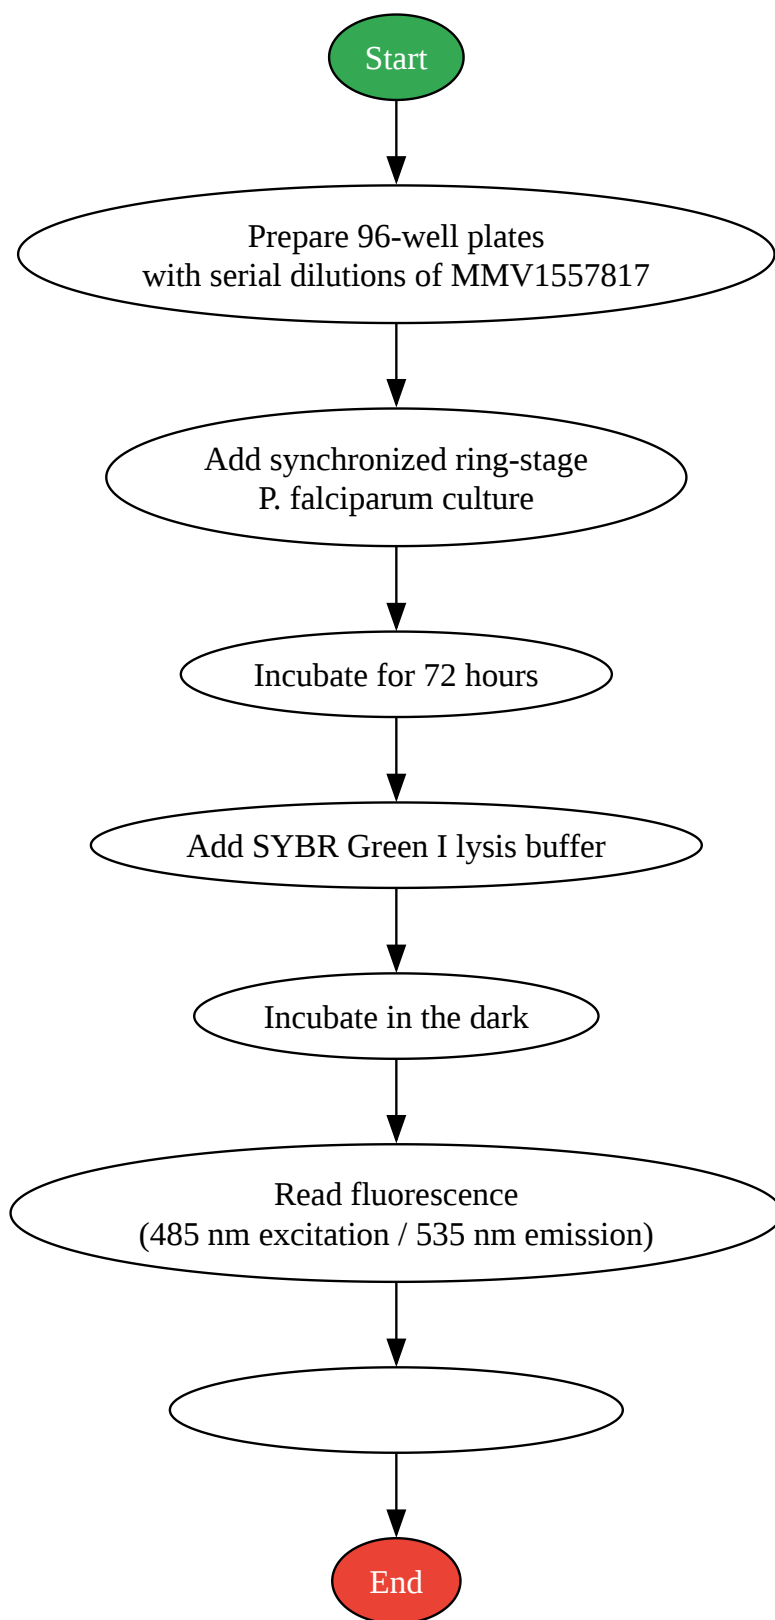 Start
Prepare 96-well plates
with serial dilutions of MMV1557817
Add synchronized ring-stage
P. falciparum culture
Incubate for 72 hours
Add SYBR Green I lysis buffer
Incubate in the dark
Read fluorescence
(485 nm excitation / 535 nm emission)
End